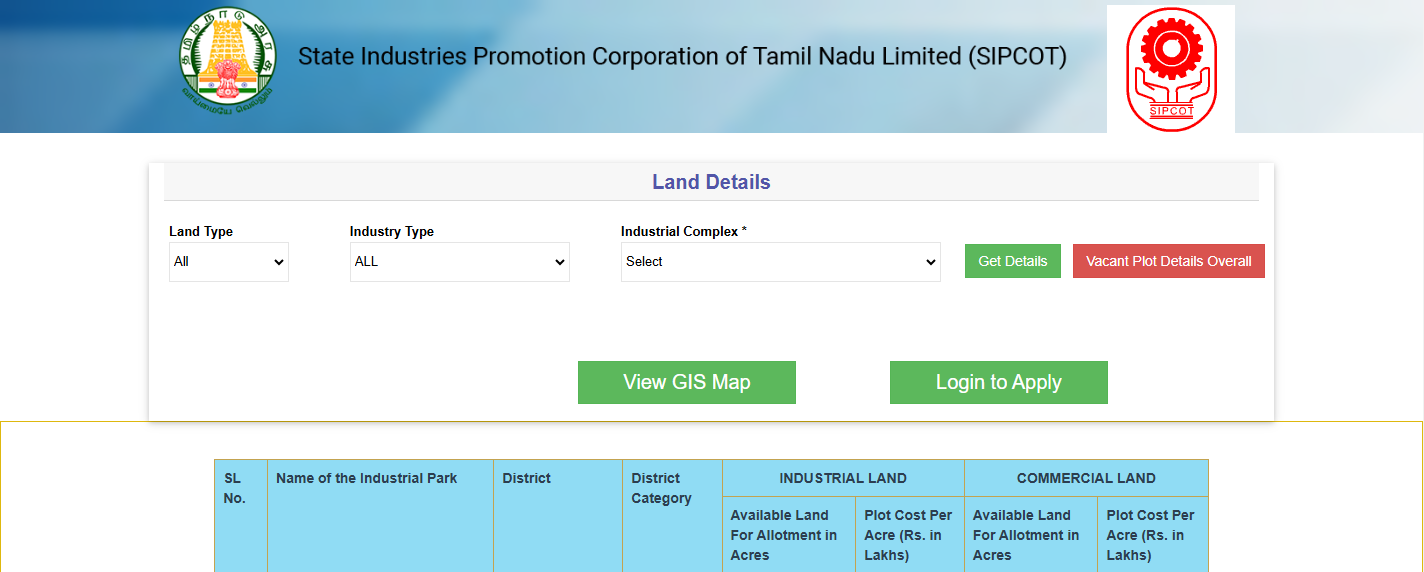 தமிழ்நாடு அரசு
வாய்மையே வெல்லும்
State Industries Promotion Corporation of Tamil Nadu Limited (SIPCOT)
SIPCOT
Land Details
Land Type
Industry Type
Industrial Complex *
All
ALL
Select
Get Details
Vacant Plot Details Overall
View GIS Map
Login to Apply
SL No.
Name of the Industrial Park
District
District Category
INDUSTRIAL LAND
COMMERCIAL LAND
Available Land For Allotment in Acres
Plot Cost Per Acre (Rs. in Lakhs)
Available Land For Allotment in Acres
Plot Cost Per Acre (Rs. in Lakhs)